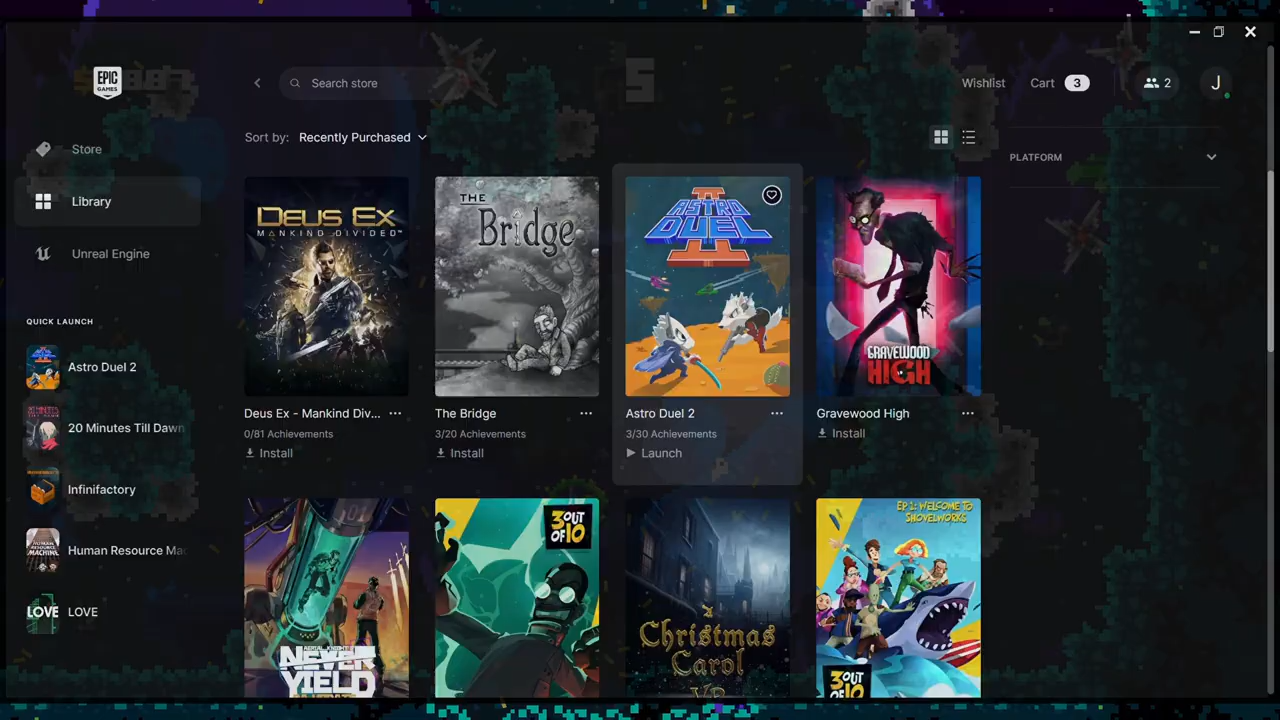 EPIC
GAMES
Search store
Wishlist
Cart
3
2
J
Sort by:
Recently Purchased
PLATFORM
Store
Library
Unreal Engine
QUICK LAUNCH
Astro Duel 2
20 Minutes Till Dawn
Infinifactory
Human Resource Mac
LOVE
LOVE
DEUS EX
MANKIND DIVIDED™
THE
Bridge
ASTRO
DUEL
II
GRAVEWOOD
HIGH
Deus Ex - Mankind Div...
0/81 Achievements
Install
The Bridge
3/20 Achievements
Install
Astro Duel 2
3/30 Achievements
Launch
Gravewood High
Install
NEVER
YIELD
3 OUT
OF 10
A
Christmas
Carol
VR
EP 1: WELCOME TO
SHOVELWORKS
3 OUT
OF 10